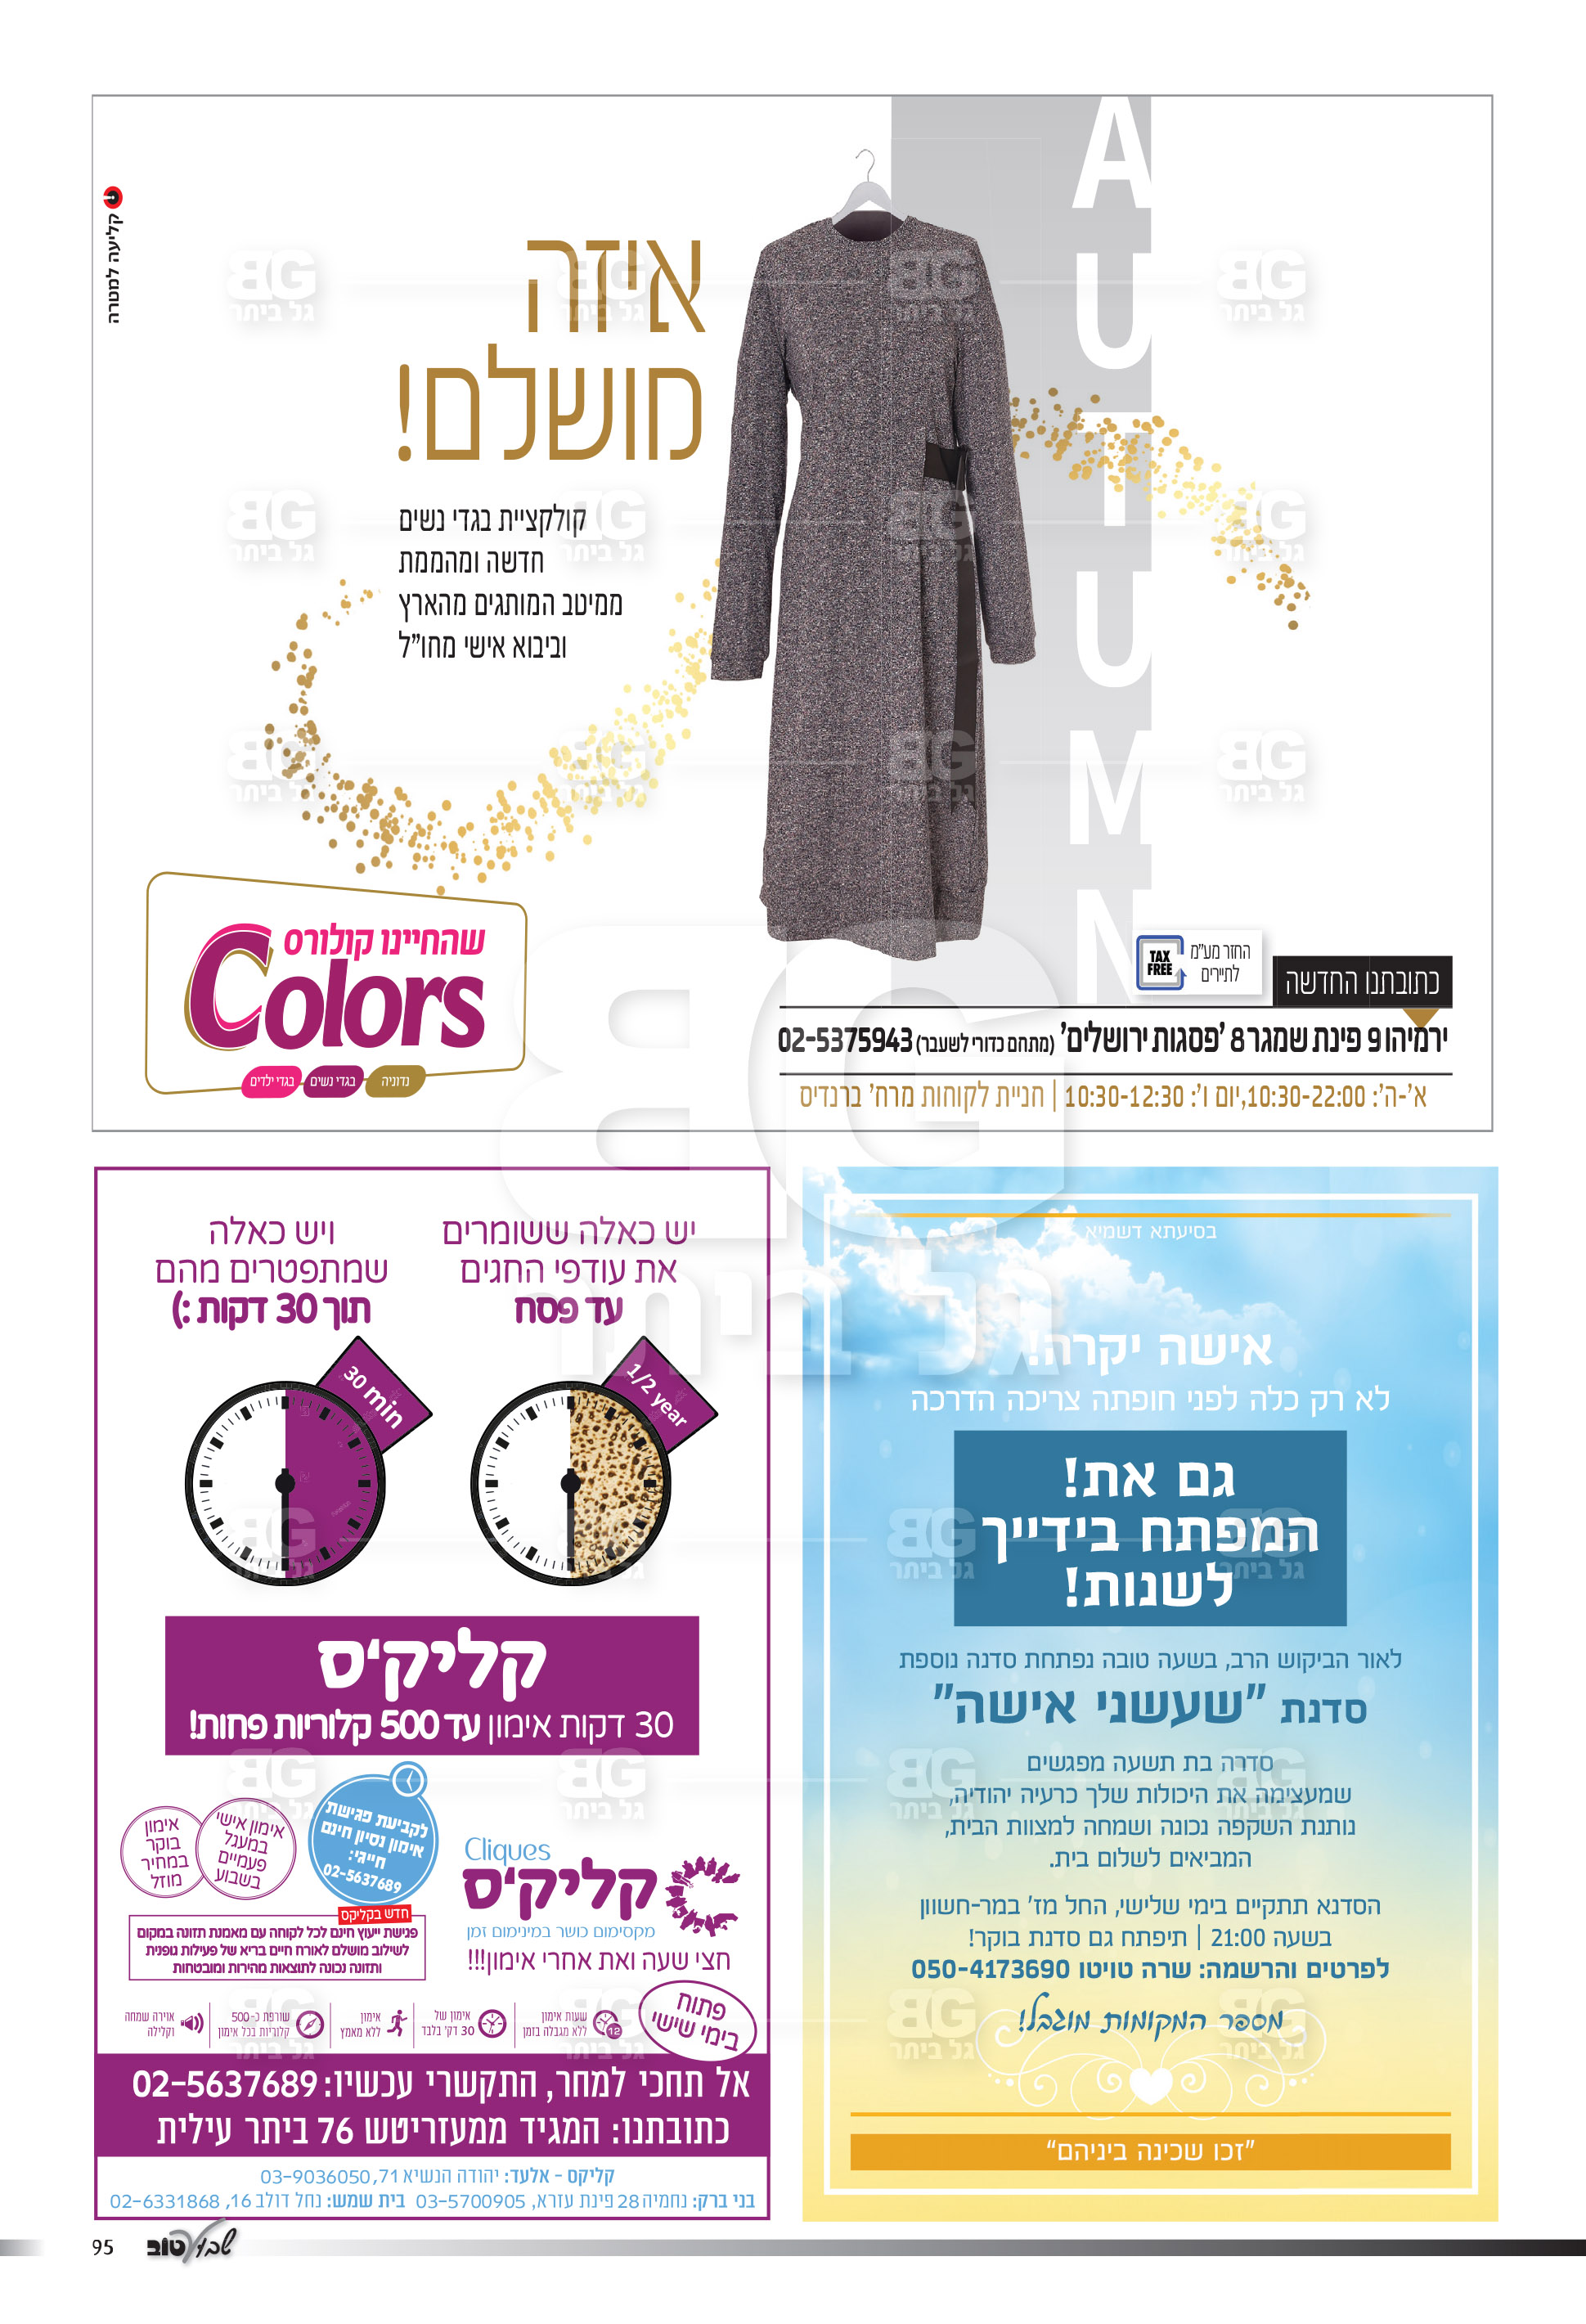 קליעה למטרה
AUTUMN
איזה
מושלם!
קולקציית בגדי נשים
חדשה ומהממת
ממיטב המותגים מהארץ
וביבוא אישי מחו"ל
שהחיינו קולורס
Colors
נדוניה
בגדי נשים
בגדי ילדים
החזר מע"מ
לתיירים
TAX
FREE
כתובתנו החדשה
ירמיהו 9 פינת שמגר 8 'פסגות ירושלים' (מתחם כדורי לשעבר) 02-5375943
א'-ה': 10:30-22:00, יום ו': 10:30-12:30 | חניית לקוחות מרח' ברנדיס
בסיעתא דשמיא
אישה יקרה!
לא רק כלה לפני חופתה צריכה הדרכה
גם את!
המפתח בידייך
לשנות!
לאור הביקוש הרב, בשעה טובה נפתחת סדנה נוספת
סדנת "שעשני אישה"
סדרה בת תשעה מפגשים
שמעצימה את היכולות שלך כרעיה יהודיה,
נותנת השקפה נכונה ושמחה למצוות הבית,
המביאים לשלום בית.
הסדנא תתקיים בימי שלישי, החל מז' במר-חשוון
בשעה 21:00 | תיפתח גם סדנת בוקר!
לפרטים והרשמה: שרה טויטו 050-4173690
מספר המקומות מוגבל!
"זכו שכינה ביניהם"
יש כאלה ששומרים
את עודפי החגים
עד פסח
ויש כאלה
שמתפטרים מהם
תוך 30 דקות :)
1/2 year
30 min
קליק'ס
30 דקות אימון עד 500 קלוריות פחות!
לקביעת פגישת
אימון נסיון חינם
חייגי:
02-5637689
אימון אישי
במעגל
פעמיים
בשבוע
אימון
בוקר
במחיר
מוזל
Cliques
קליק'ס
מקסימום כושר במינימום זמן
חצי שעה ואת אחרי אימון!!!
חדש בקליקס
פגישת ייעוץ חינם לכל לקוחה עם מאמנת תזונה במקום
לשילוב מושלם לאורח חיים בריא של פעילות גופנית
ותזונה נכונה לתוצאות מהירות ומובטחות
פתוח
בימי שישי
12
שעות אימון
ללא מגבלה בזמן
אימון של
30 דק' בלבד
אימון
ללא מאמץ
שורפת כ- 500
קלוריות בכל אימון
אוירה שמחה
וקלילה
אל תחכי למחר, התקשרי עכשיו: 02-5637689
כתובתנו: המגיד ממעזריטש 76 ביתר עילית
קליקס - אלעד: יהודה הנשיא 71, 03-9036050
בני ברק: נחמיה 28 פינת עזרא, 03-5700905 בית שמש: נחל דולב 16, 02-6331868
BG
גל ביתר
שבוע טוב
95